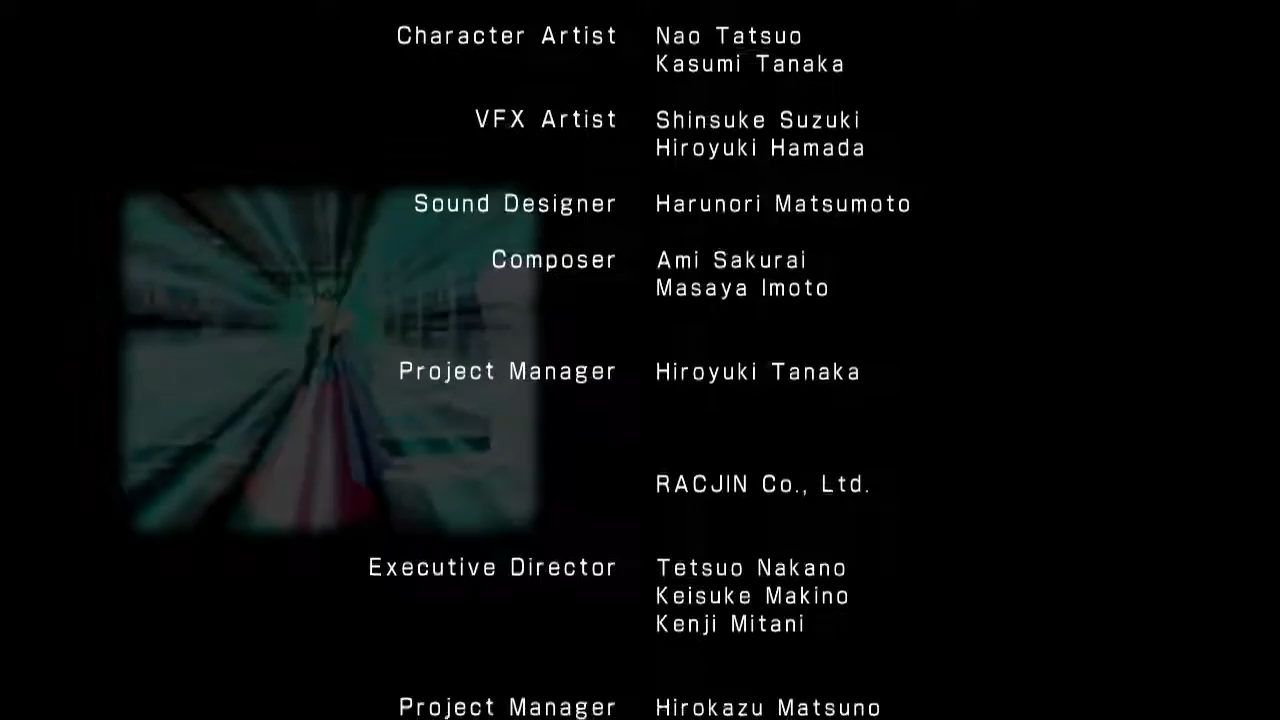 Character Artist Nao Tatsuo
Kasumi Tanaka
VFX Artist Shinsuke Suzuki
Hiroyuki Hamada
Sound Designer Harunori Matsumoto
Composer Ami Sakurai
Masaya Imoto
Project Manager Hiroyuki Tanaka
RACJIN Co., Ltd.
Executive Director Tetsuo Nakano
Keisuke Makino
Kenji Mitani
Project Manager Hirokazu Matsuno